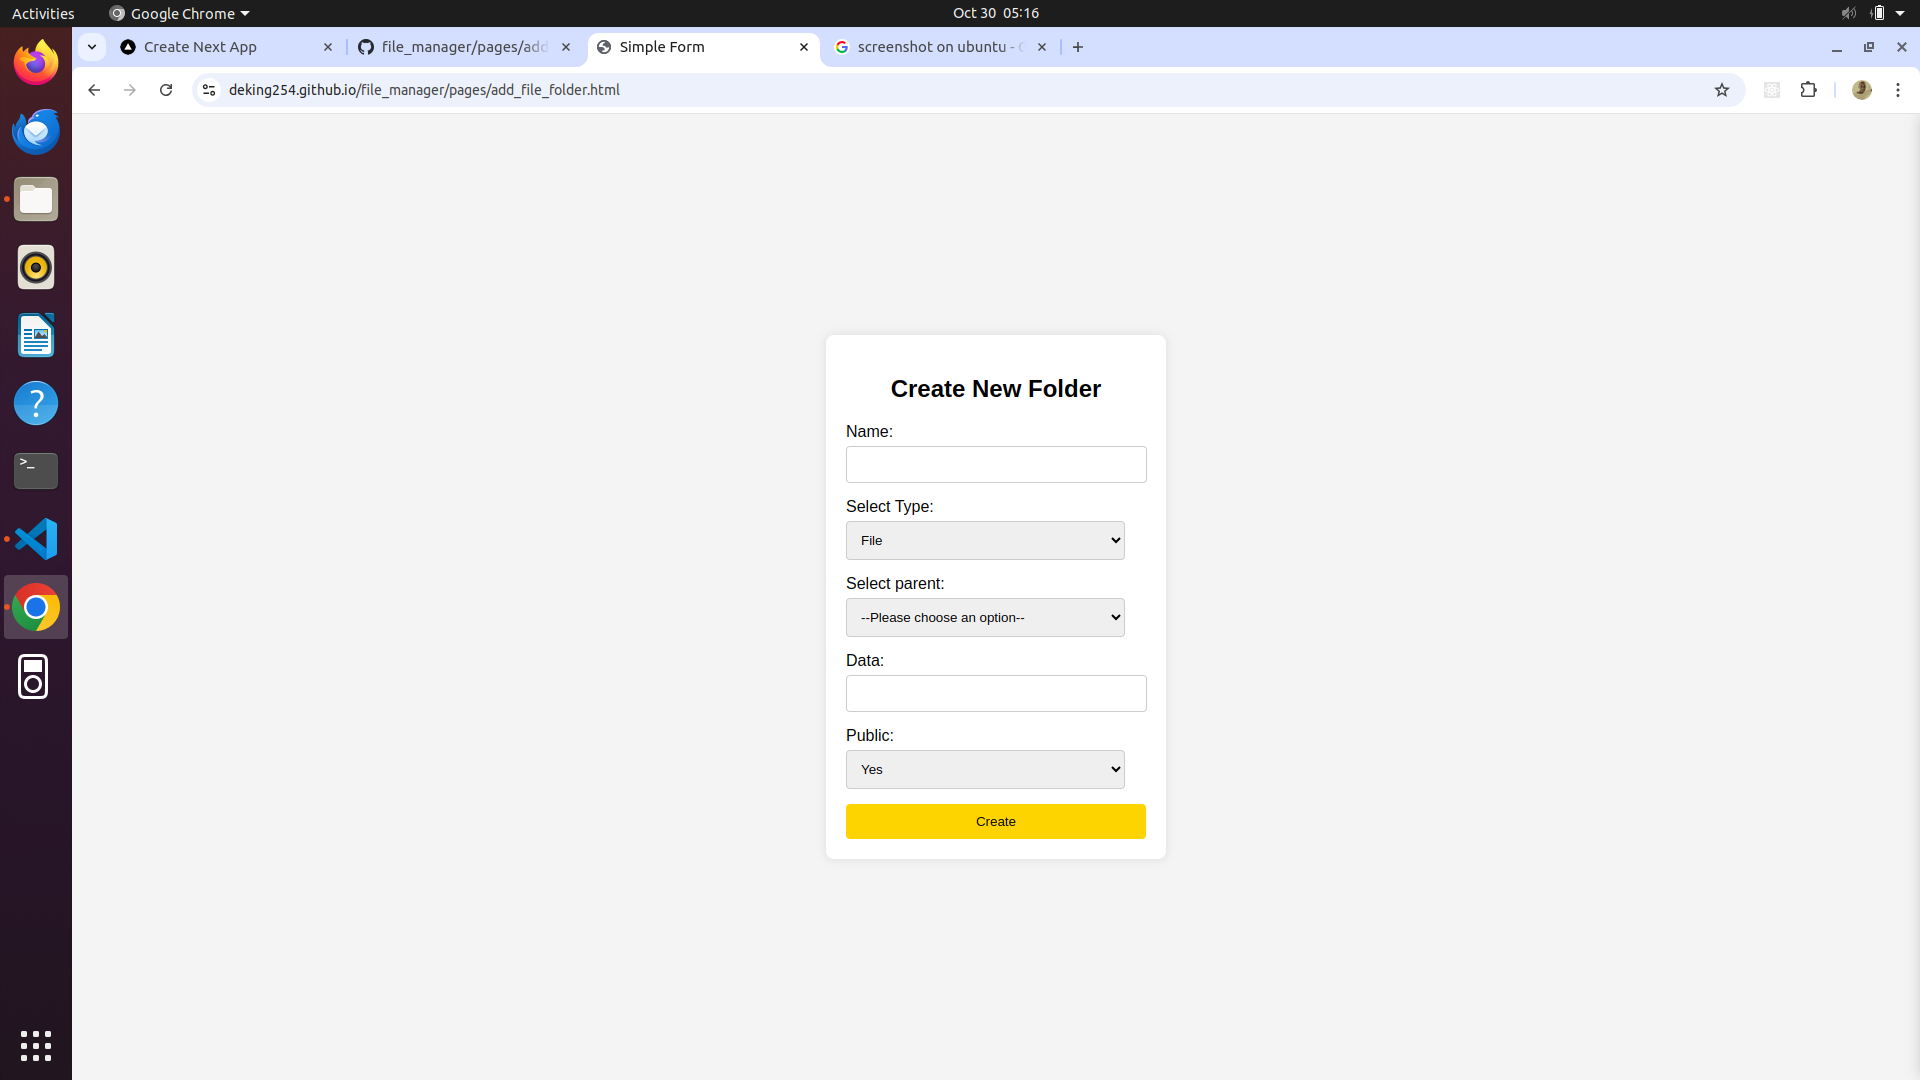 Activities
Google Chrome
Oct 30 05:16
Create Next App
file_manager/pages/add
Simple Form
screenshot on ubuntu -
deking254.github.io/file_manager/pages/add_file_folder.html
Create New Folder
Name:
Select Type:
File
Select parent:
--Please choose an option--
Data:
Public:
Yes
Create